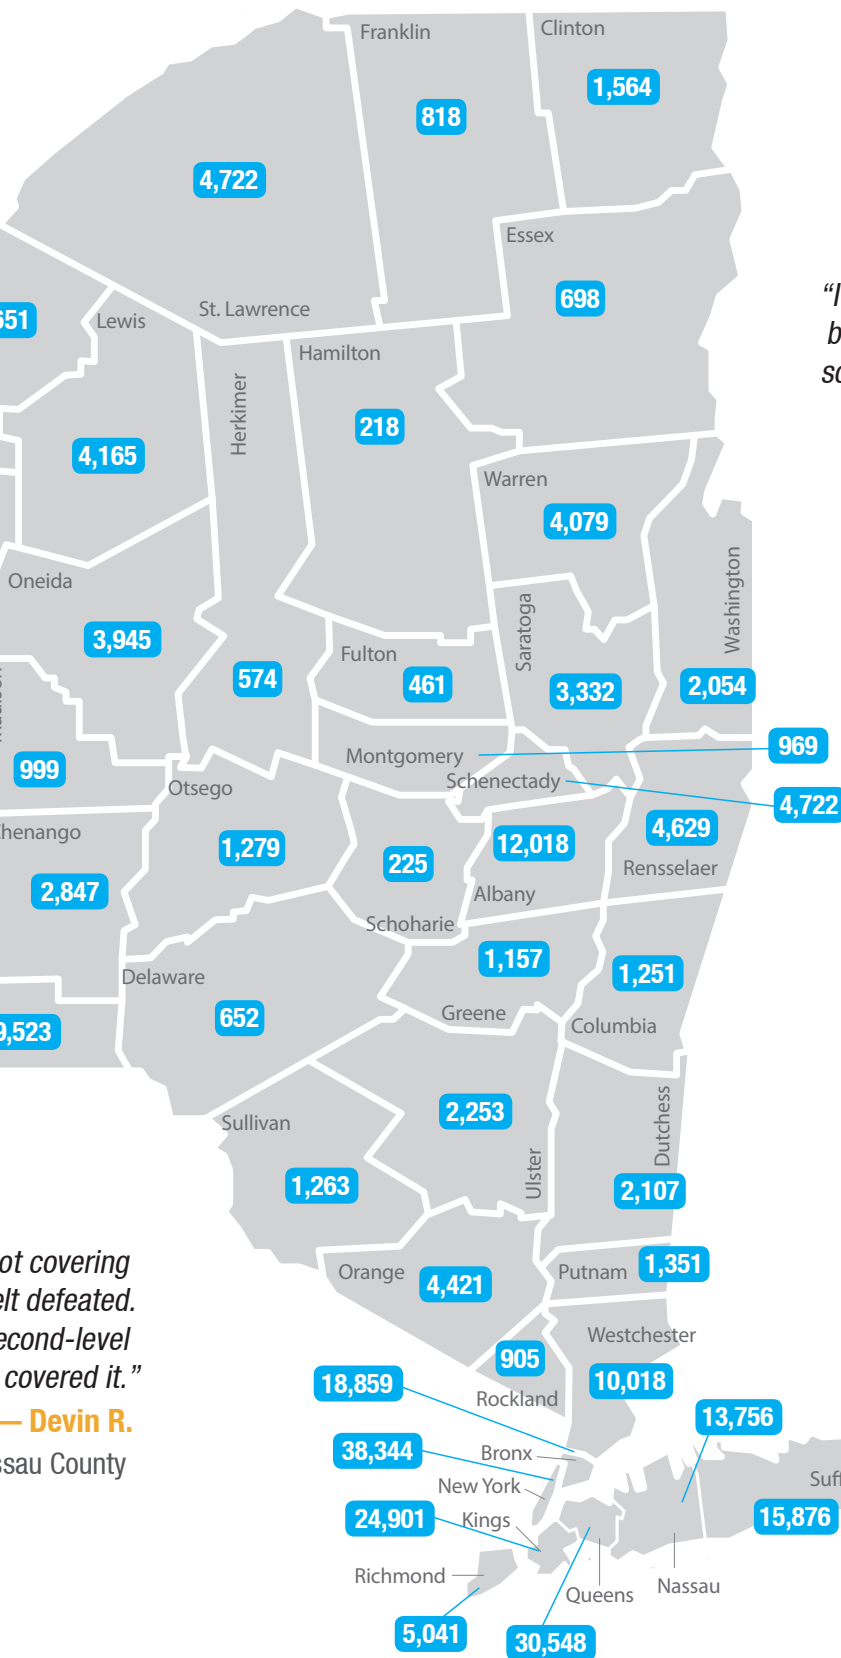 Franklin
Clinton
1,564
818
4,722
Essex
698
St. Lawrence
651
Lewis
Hamilton
Herkimer
218
4,165
Warren
4,079
Oneida
Washington
Saratoga
3,945
Fulton
461
574
3,332
2,054
Montgomery
969
999
Schenectady
4,722
Otsego
henango
1,279
12,018
4,629
225
Rensselaer
2,847
Albany
Schoharie
1,157
1,251
Delaware
652
Greene
Columbia
9,523
2,253
Dutchess
Sullivan
Ulster
1,263
2,107
Orange
4,421
Putnam
1,351
Westchester
905
10,018
Rockland
18,859
13,756
38,344
Bronx
New York
Suff
24,901
Kings
15,876
Richmond
Queens
Nassau
5,041
30,548
“I
b
so
ot covering
elt defeated.
econd-level
covered it.”
— Devin R.
ssau County